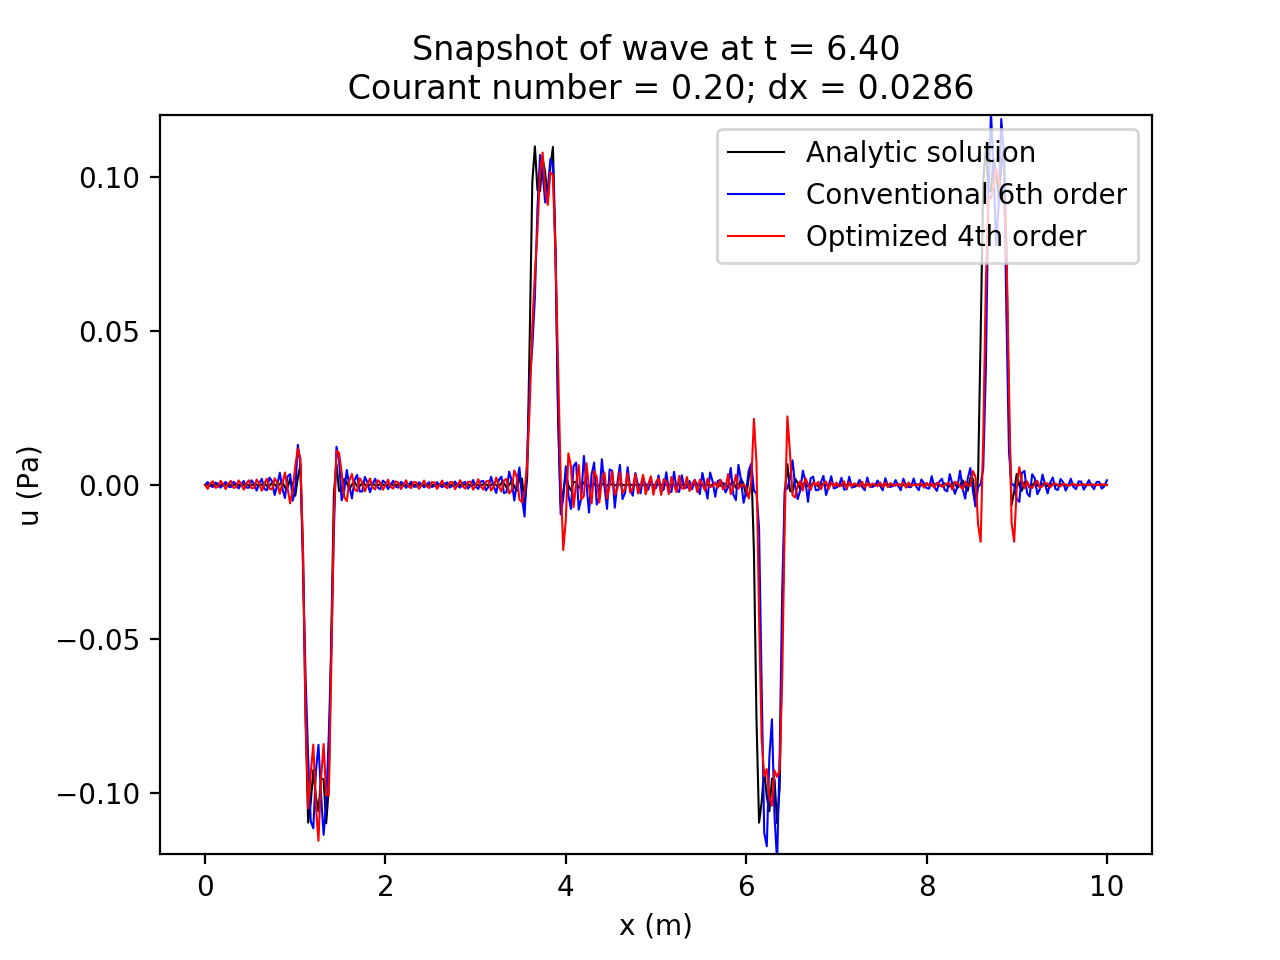 Snapshot of wave at t = 6.40
Courant number = 0.20; dx = 0.0286
Analytic solution
Conventional 6th order
Optimized 4th order
0.10
0.05
0.00
−0.05
−0.10
u (Pa)
0 2 4 6 8 10
x (m)